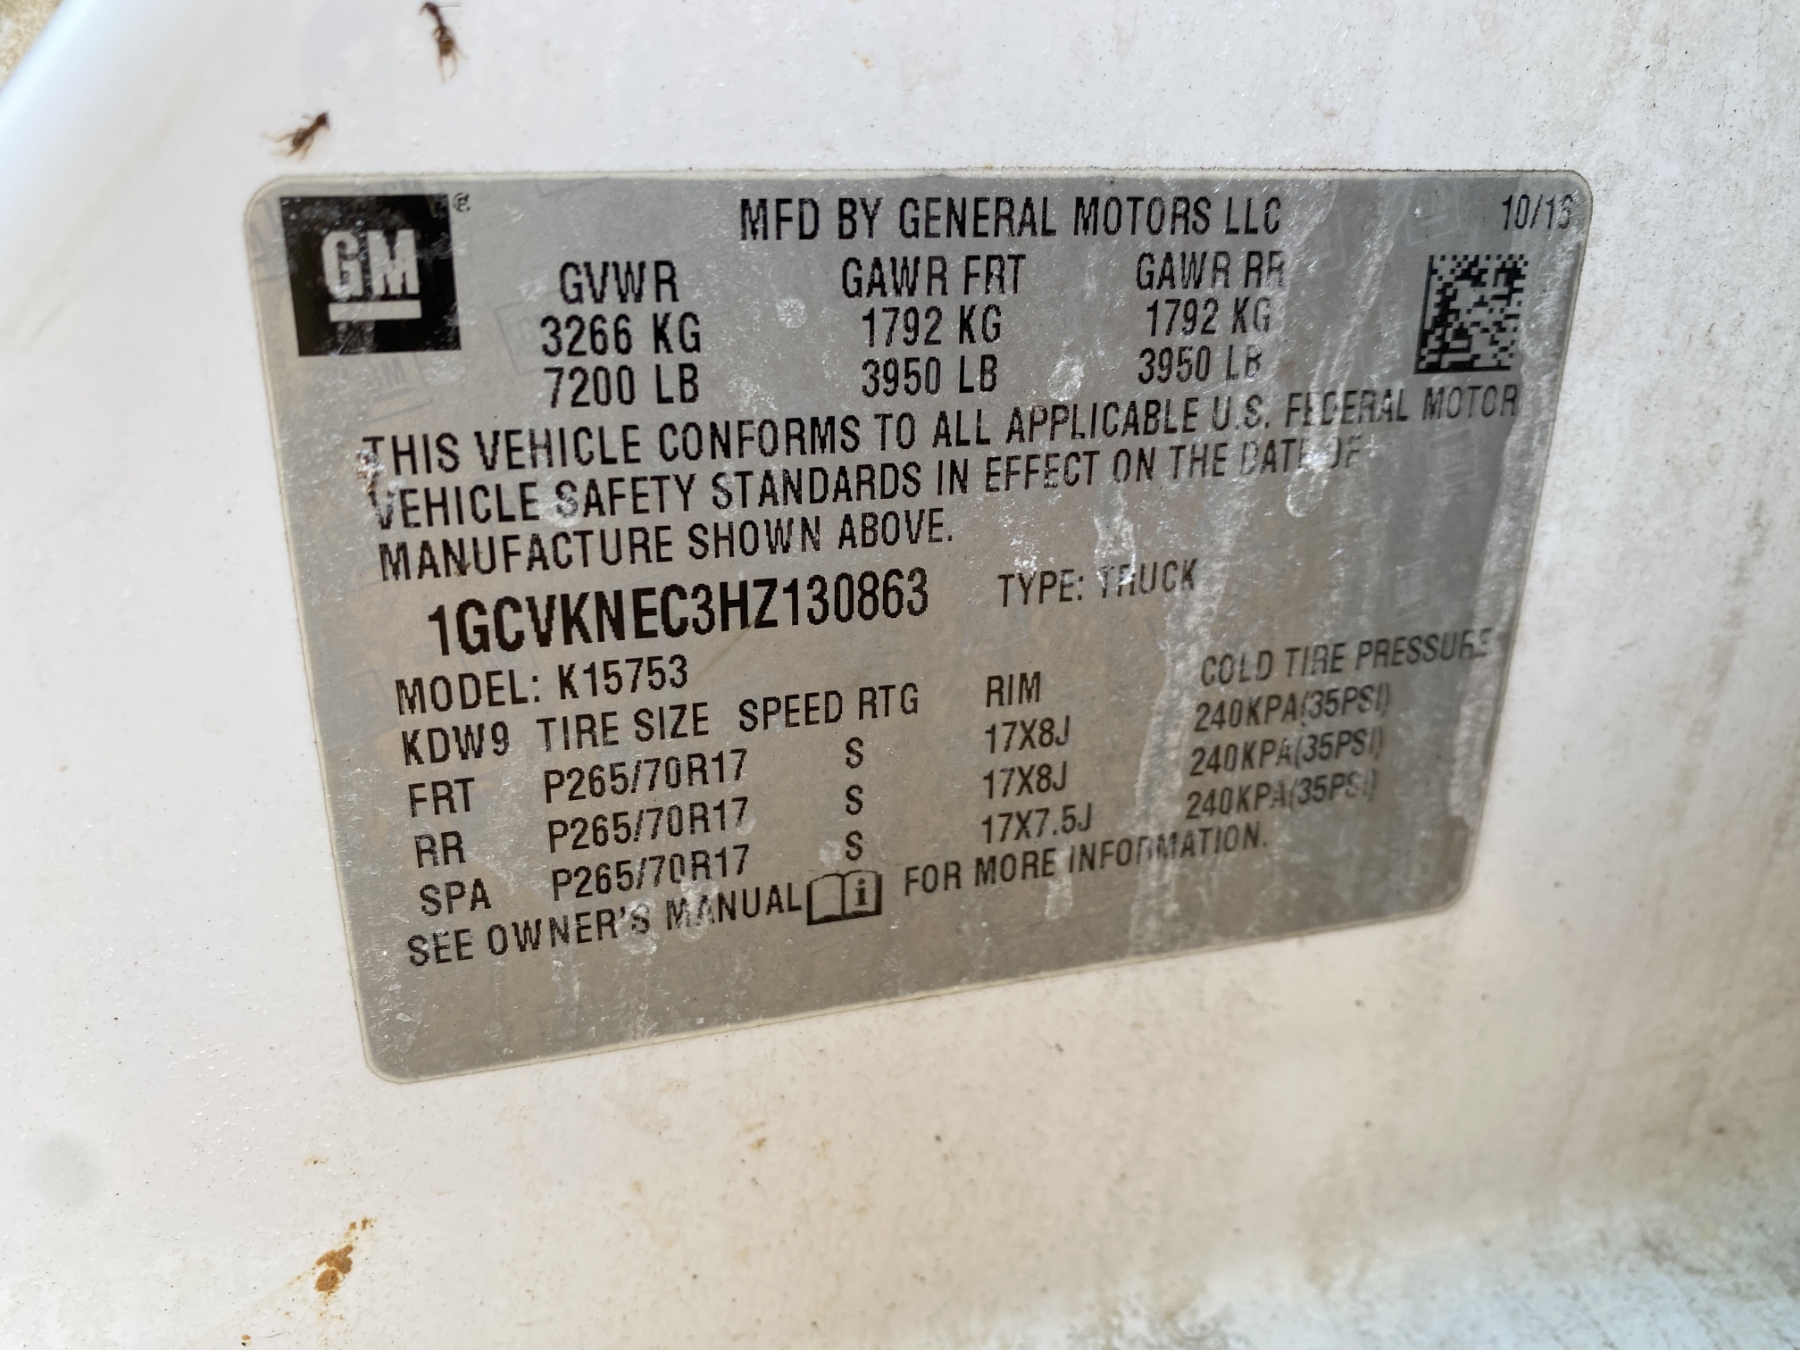 GM ®
MFD BY GENERAL MOTORS LLC 10/16
GVWR GAWR FRT GAWR RR
3266 KG 1792 KG 1792 KG
7200 LB 3950 LB 3950 LB
THIS VEHICLE CONFORMS TO ALL APPLICABLE U.S. FEDERAL MOTOR
VEHICLE SAFETY STANDARDS IN EFFECT ON THE DATE OF
MANUFACTURE SHOWN ABOVE.
1GCVKNEC3HZ130863 TYPE: TRUCK
MODEL: K15753
KDW9 TIRE SIZE SPEED RTG RIM COLD TIRE PRESSURE
FRT P265/70R17 S 17X8J 240KPA(35PSI)
RR P265/70R17 S 17X8J 240KPA(35PSI)
SPA P265/70R17 S 17X7.5J 240KPA(35PSI)
SEE OWNER'S MANUAL FOR MORE INFORMATION.